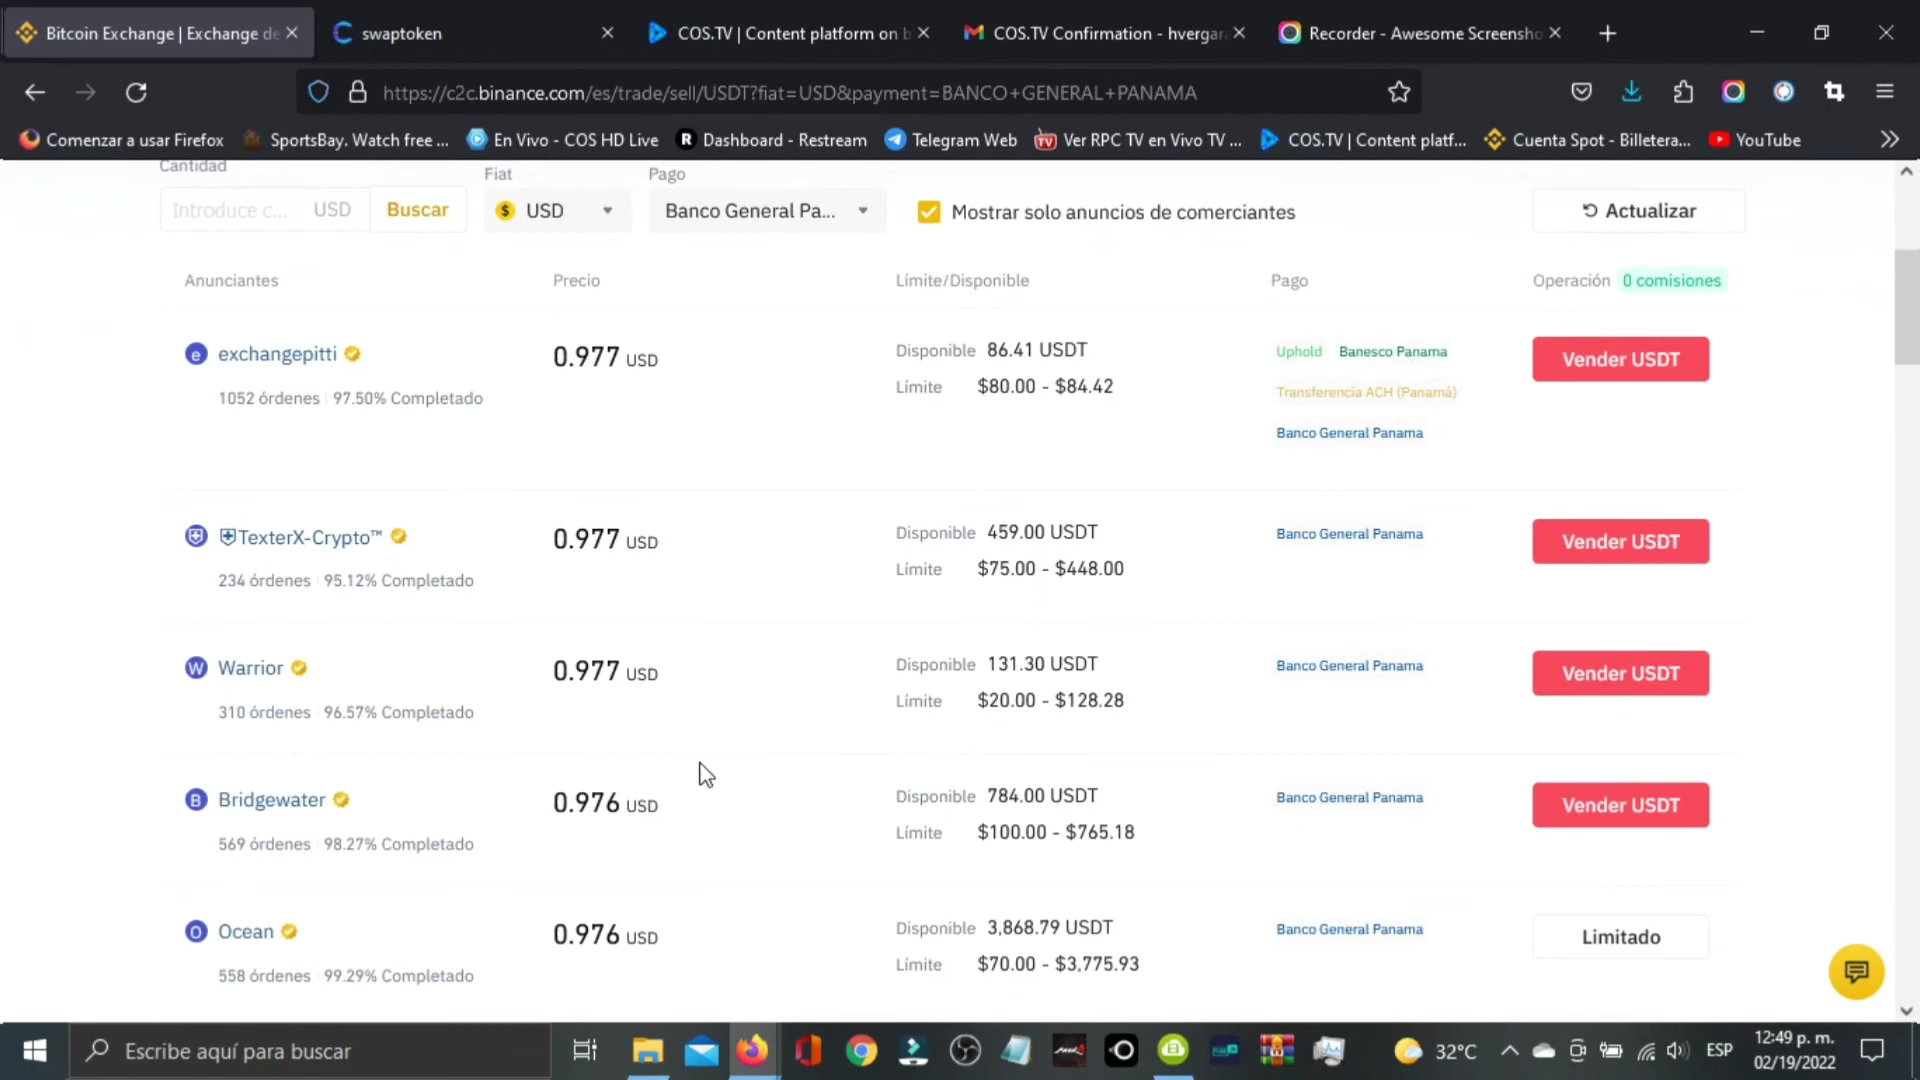 Bitcoin Exchange | Exchange de
swaptoken
COS.TV | Content platform on b
COS.TV Confirmation - hvergara
Recorder - Awesome Screensho
https://c2c.binance.com/es/trade/sell/USDT?fiat=USD&payment=BANCO+GENERAL+PANAMA
Comenzar a usar Firefox
SportsBay. Watch free ...
En Vivo - COS HD Live
Dashboard - Restream
Telegram Web
Ver RPC TV en Vivo TV ...
COS.TV | Content platf...
Cuenta Spot - Billetera...
YouTube
Cantidad
Fiat
Pago
Introduce c... USD Buscar
USD
Banco General Pa...
Mostrar solo anuncios de comerciantes
Actualizar
Anunciantes Precio Límite/Disponible Pago Operación 0 comisiones
exchangepitti
1052 órdenes 97.50% Completado
0.977 USD
Disponible 86.41 USDT
Límite $80.00 - $84.42
Uphold Banesco Panama
Transferencia ACH (Panamá)
Banco General Panama
Vender USDT
TexterX-Crypto™
234 órdenes 95.12% Completado
0.977 USD
Disponible 459.00 USDT
Límite $75.00 - $448.00
Banco General Panama
Vender USDT
W Warrior
310 órdenes 96.57% Completado
0.977 USD
Disponible 131.30 USDT
Límite $20.00 - $128.28
Banco General Panama
Vender USDT
B Bridgewater
569 órdenes 98.27% Completado
0.976 USD
Disponible 784.00 USDT
Límite $100.00 - $765.18
Banco General Panama
Vender USDT
O Ocean
558 órdenes 99.29% Completado
0.976 USD
Disponible 3,868.79 USDT
Límite $70.00 - $3,775.93
Banco General Panama
Limitado
Escribe aquí para buscar
32°C
ESP
12:49 p. m.
02/19/2022